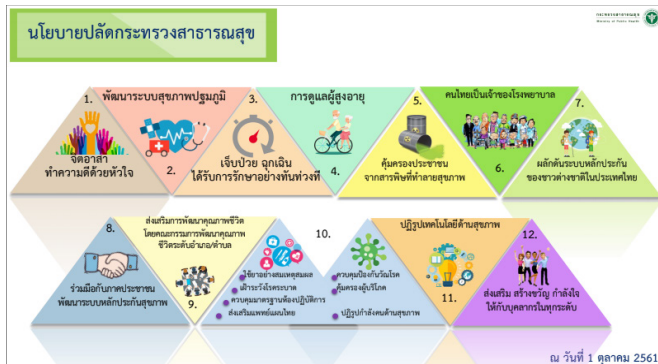 นโยบายปลัดกระทรวงสาธารณสุข
กระทรวงสาธารณสุข
Ministry of Public Health
1.
จิตอาสา
ทำความดีด้วยหัวใจ
พัฒนาระบบสุขภาพปฐมภูมิ
2.
3.
เจ็บป่วย ฉุกเฉิน
ได้รับการรักษาอย่างทันท่วงที
การดูแลผู้สูงอายุ
4.
5.
คุ้มครองประชาชน
จากสารพิษที่ทำลายสุขภาพ
คนไทยเป็นเจ้าของโรงพยาบาล
6.
7.
ผลักดันระบบหลักประกัน
ของชาวต่างชาติในประเทศไทย
8.
ร่วมมือกับภาคประชาชน
พัฒนาระบบหลักประกันสุขภาพ
ส่งเสริมการพัฒนาคุณภาพชีวิต
โดยคณะกรรมการพัฒนาคุณภาพ
ชีวิตระดับอำเภอ/ตำบล
9.
10.
ใช้ยาอย่างสมเหตุสมผล
เฝ้าระวังโรคระบาด
ควบคุมมาตรฐานห้องปฏิบัติการ
ส่งเสริมแพทย์แผนไทย
ควบคุมป้องกันวัณโรค
คุ้มครองผู้บริโภค
ปฏิรูปกำลังคนด้านสุขภาพ
ปฏิรูปเทคโนโลยีด้านสุขภาพ
11.
12.
ส่งเสริม สร้างขวัญ กำลังใจ
ให้กับบุคลากรในทุกระดับ
ณ วันที่ 1 ตุลาคม 2561